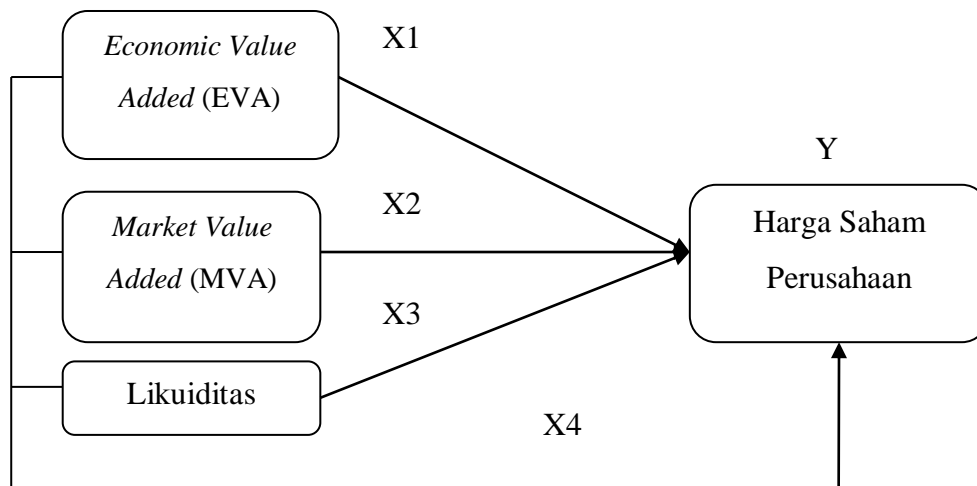 X1
Economic Value
Added (EVA)
Y
X2
Market Value
Added (MVA)
Harga Saham
Perusahaan
X3
Likuiditas
X4